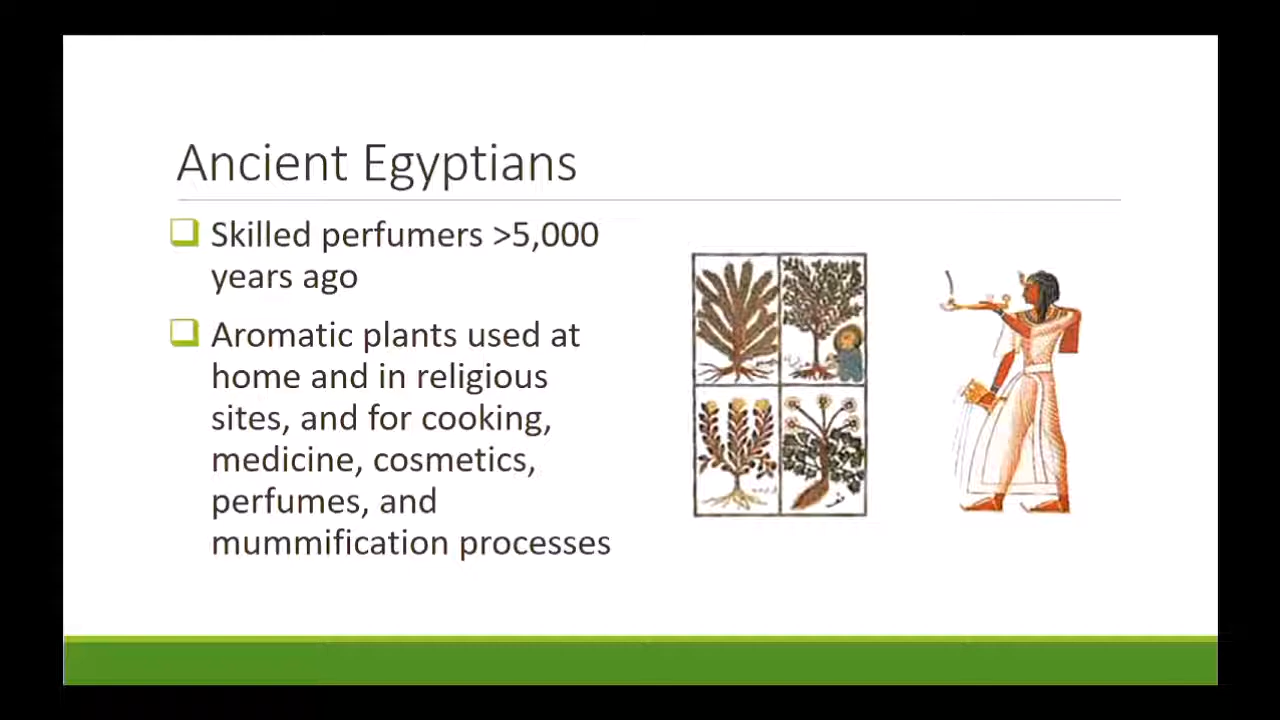 Ancient Egyptians
Skilled perfumers >5,000
years ago
Aromatic plants used at
home and in religious
sites, and for cooking,
medicine, cosmetics,
perfumes, and
mummification processes